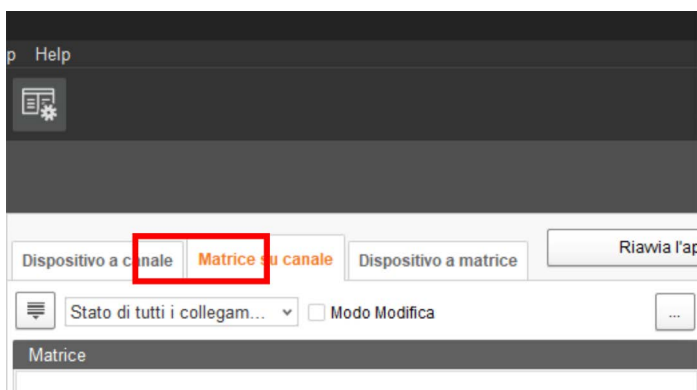 p Help
Dispositivo a canale Matrice su canale Dispositivo a matrice Riavvia l'ap
Stato di tutti i collegam... Modo Modifica ...
Matrice